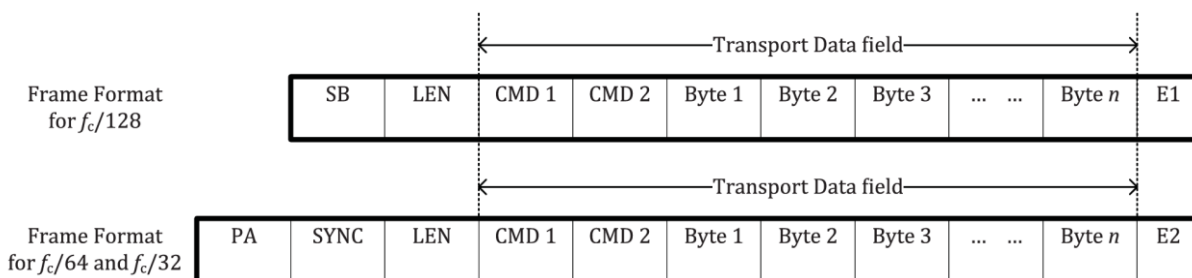 Transport Data field
Frame Format
for fc/128
SB LEN CMD 1 CMD 2 Byte 1 Byte 2 Byte 3 ... ... Byte n E1
Transport Data field
Frame Format
for fc/64 and fc/32
PA SYNC LEN CMD 1 CMD 2 Byte 1 Byte 2 Byte 3 ... ... Byte n E2